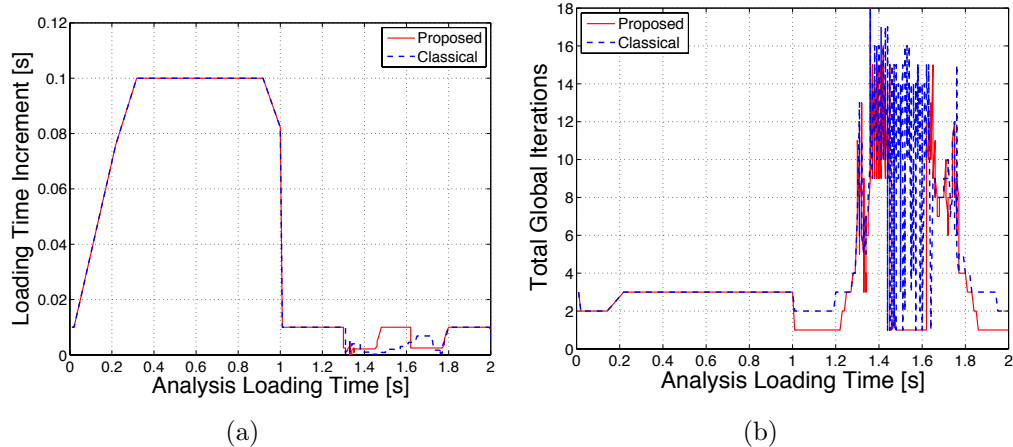 0.12
0.1
0.08
0.06
0.04
0.02
0
Loading Time Increment [s]
Proposed
Classical
0 0.2 0.4 0.6 0.8 1 1.2 1.4 1.6 1.8 2
Analysis Loading Time [s]
(a)
18
16
14
12
10
8
6
4
2
0
Total Global Iterations
Proposed
Classical
0 0.2 0.4 0.6 0.8 1 1.2 1.4 1.6 1.8 2
Analysis Loading Time [s]
(b)